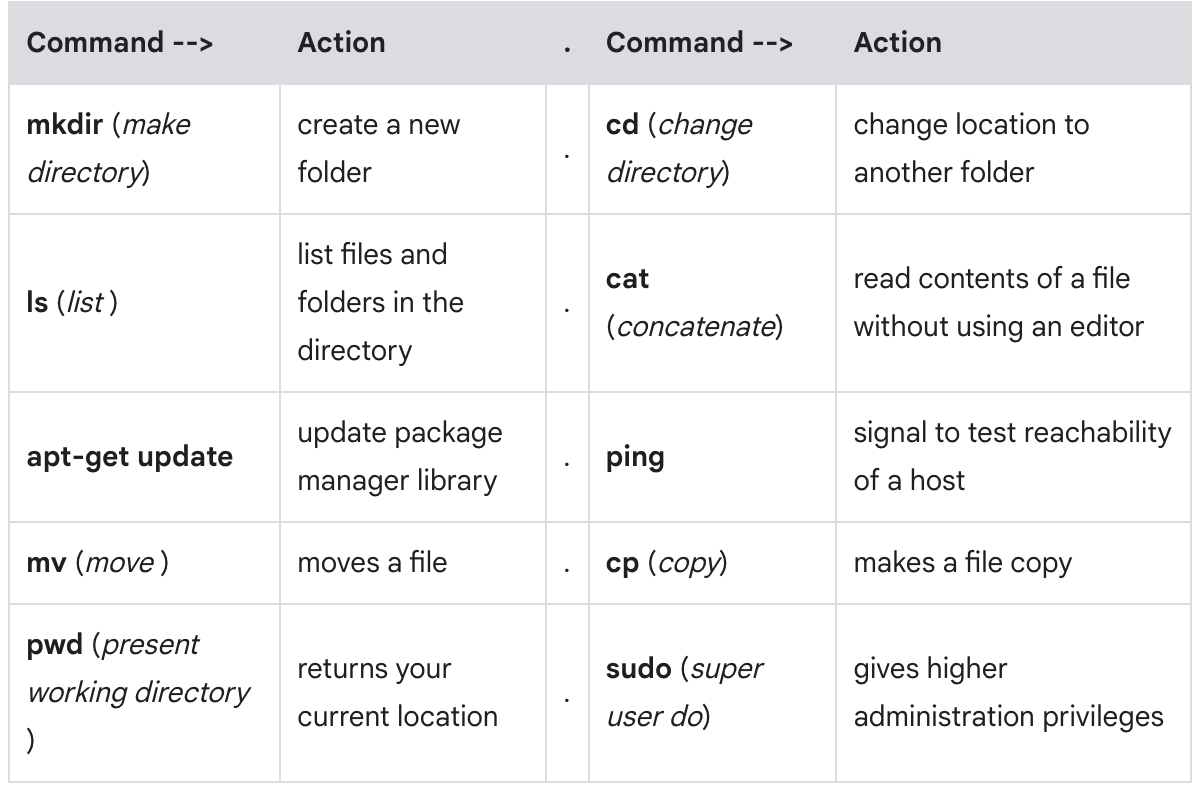 Command --> Action . Command --> Action
mkdir (make directory) create a new folder . cd (change directory) change location to another folder
ls (list ) list files and folders in the directory . cat (concatenate) read contents of a file without using an editor
apt-get update update package manager library . ping signal to test reachability of a host
mv (move ) moves a file . cp (copy) makes a file copy
pwd (present working directory ) returns your current location . sudo (super user do) gives higher administration privileges